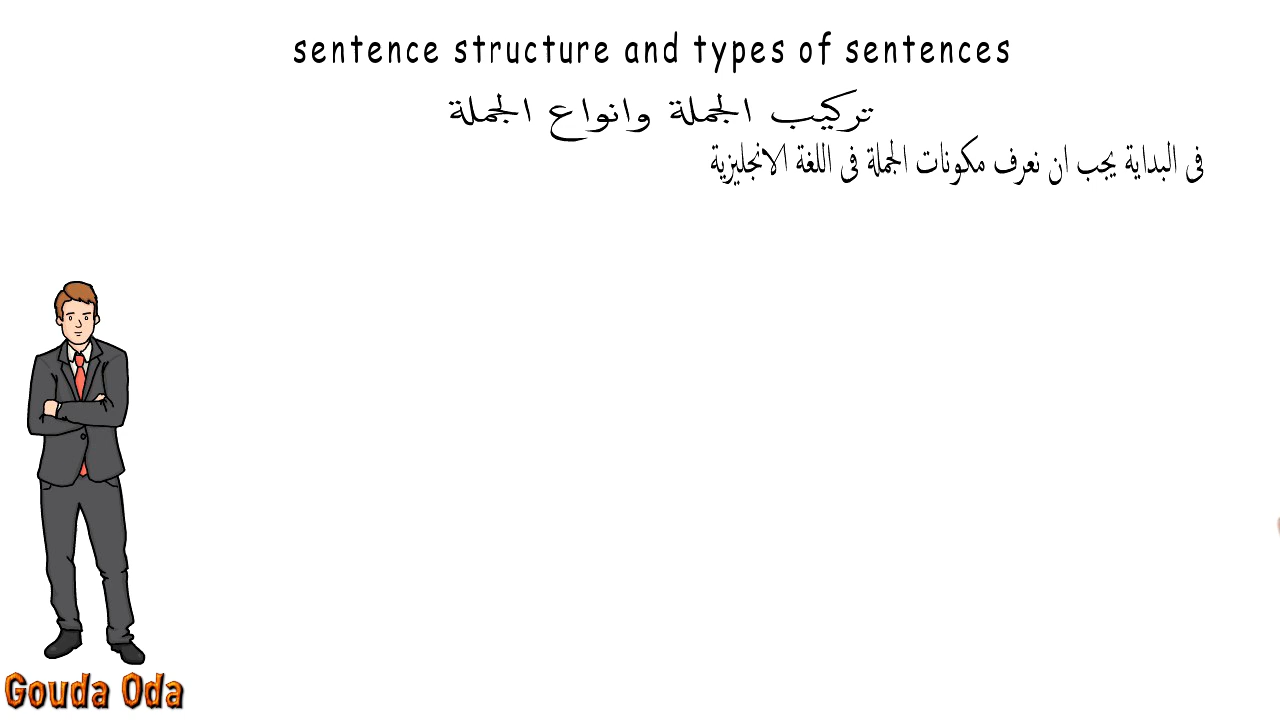 sentence structure and types of sentences
تركيب الجملة وانواع الجملة
فى البداية يجب ان نعرف مكونات الجملة فى اللغة الانجليزية
Gouda Oda